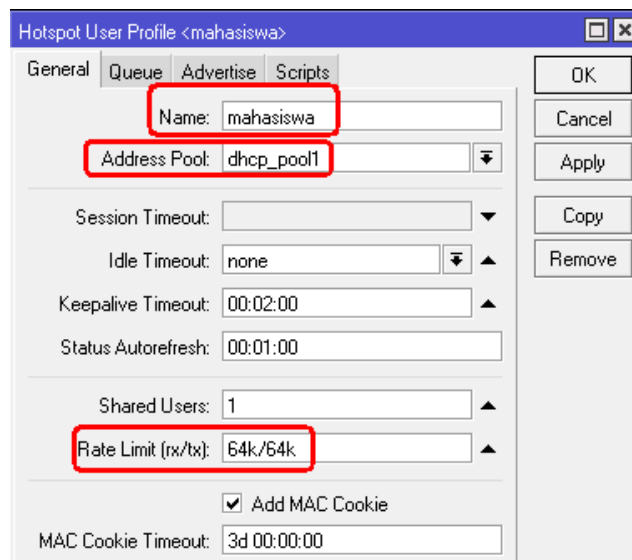 Hotspot User Profile <mahasiswa>
General Queue Advertise Scripts
Name: mahasiswa
Address Pool: dhcp_pool1
Session Timeout:
Idle Timeout: none
Keepalive Timeout: 00:02:00
Status Autorefresh: 00:01:00
Shared Users: 1
Rate Limit (rx/tx): 64k/64k
Add MAC Cookie
MAC Cookie Timeout: 3d 00:00:00
OK
Cancel
Apply
Copy
Remove